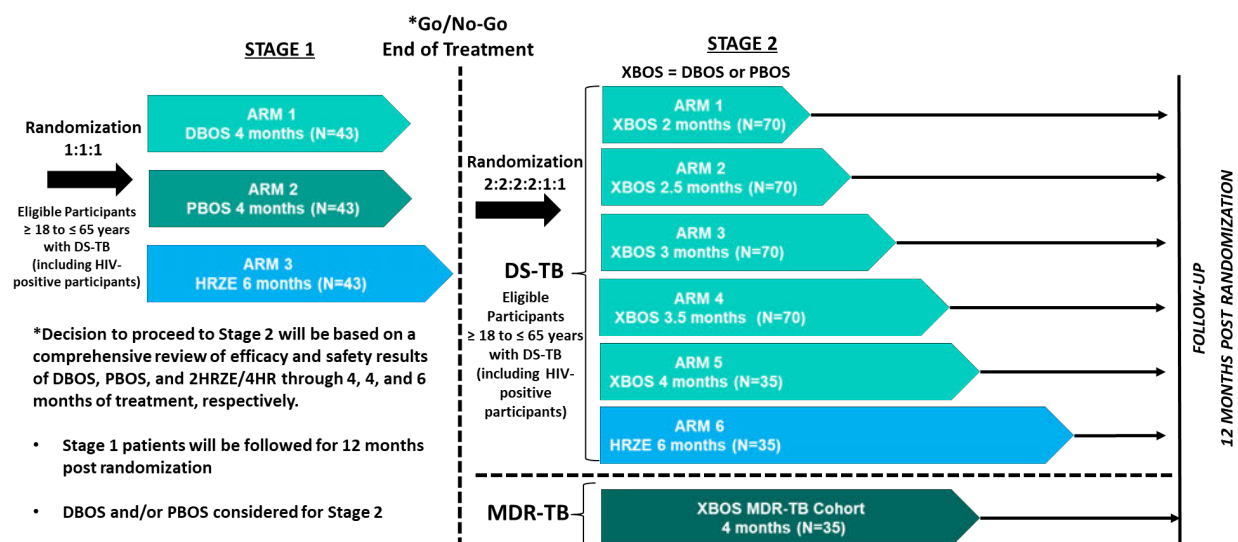 *Go/No-Go
End of Treatment
STAGE 1
Randomization
1:1:1
Eligible Participants
≥ 18 to ≤ 65 years
with DS-TB
(including HIV-
positive participants)
ARM 1
DBOS 4 months (N=43)
ARM 2
PBOS 4 months (N=43)
ARM 3
HRZE 6 months (N=43)
*Decision to proceed to Stage 2 will be based on a
comprehensive review of efficacy and safety results
of DBOS, PBOS, and 2HRZE/4HR through 4, 4, and 6
months of treatment, respectively.
• Stage 1 patients will be followed for 12 months
post randomization
• DBOS and/or PBOS considered for Stage 2
STAGE 2
XBOS = DBOS or PBOS
Randomization
2:2:2:2:1:1
DS-TB
Eligible
Participants
≥ 18 to ≤ 65 years
with DS-TB
(including HIV-
positive
participants)
ARM 1
XBOS 2 months (N=70)
ARM 2
XBOS 2.5 months (N=70)
ARM 3
XBOS 3 months (N=70)
ARM 4
XBOS 3.5 months (N=70)
ARM 5
XBOS 4 months (N=35)
ARM 6
HRZE 6 months (N=35)
MDR-TB
XBOS MDR-TB Cohort
4 months (N=35)
FOLLOW-UP
12 MONTHS POST RANDOMIZATION